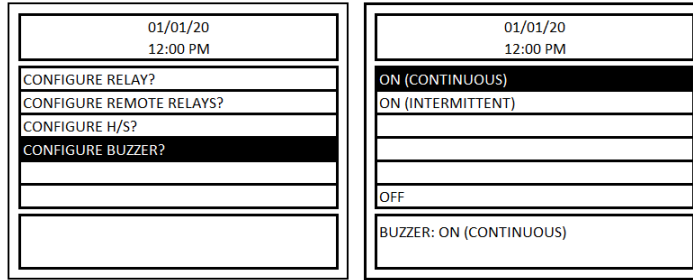 01/01/20
12:00 PM
CONFIGURE RELAY?
CONFIGURE REMOTE RELAYS?
CONFIGURE H/S?
CONFIGURE BUZZER?
01/01/20
12:00 PM
ON (CONTINUOUS)
ON (INTERMITTENT)
OFF
BUZZER: ON (CONTINUOUS)